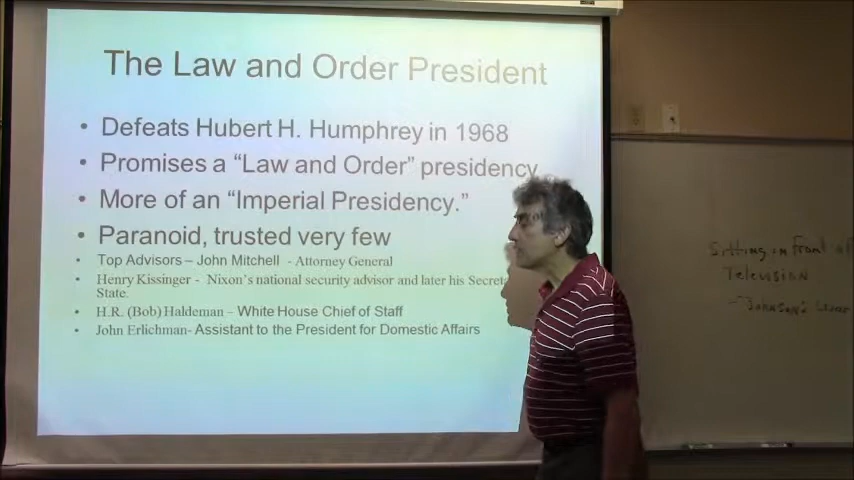 The Law and Order President
• Defeats Hubert H. Humphrey in 1968
• Promises a “Law and Order” presidency
• More of an “Imperial Presidency.”
• Paranoid, trusted very few
• Top Advisors – John Mitchell - Attorney General
• Henry Kissinger - Nixon's national security advisor and later his
State.
• H.R. (Bob) Haldeman – White House Chief of Staff
• John Erlichman- Assistant to the President for Domestic Affairs
Sitting in front of
Television
- Johnson's